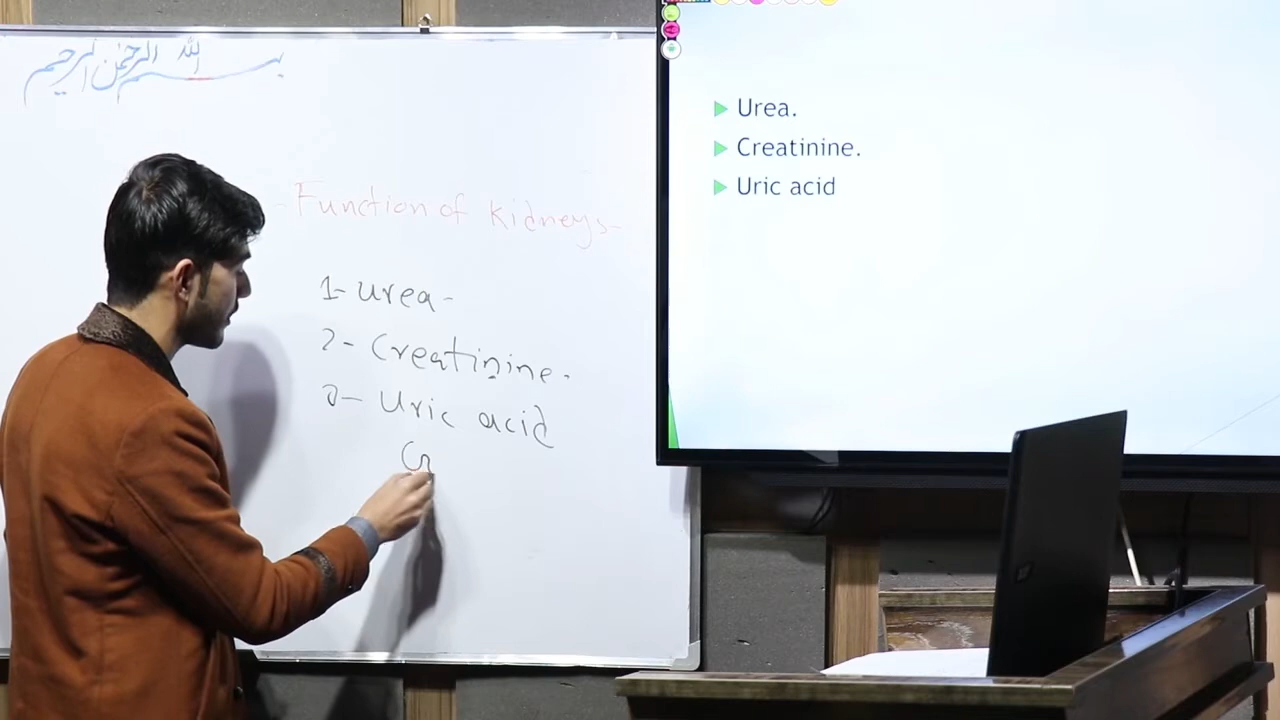 بسم الله الرحمن الرحيم
-Function of kidneys-
1- urea-
2- Creatinine.
3- Uric acid
Urea.
Creatinine.
Uric acid